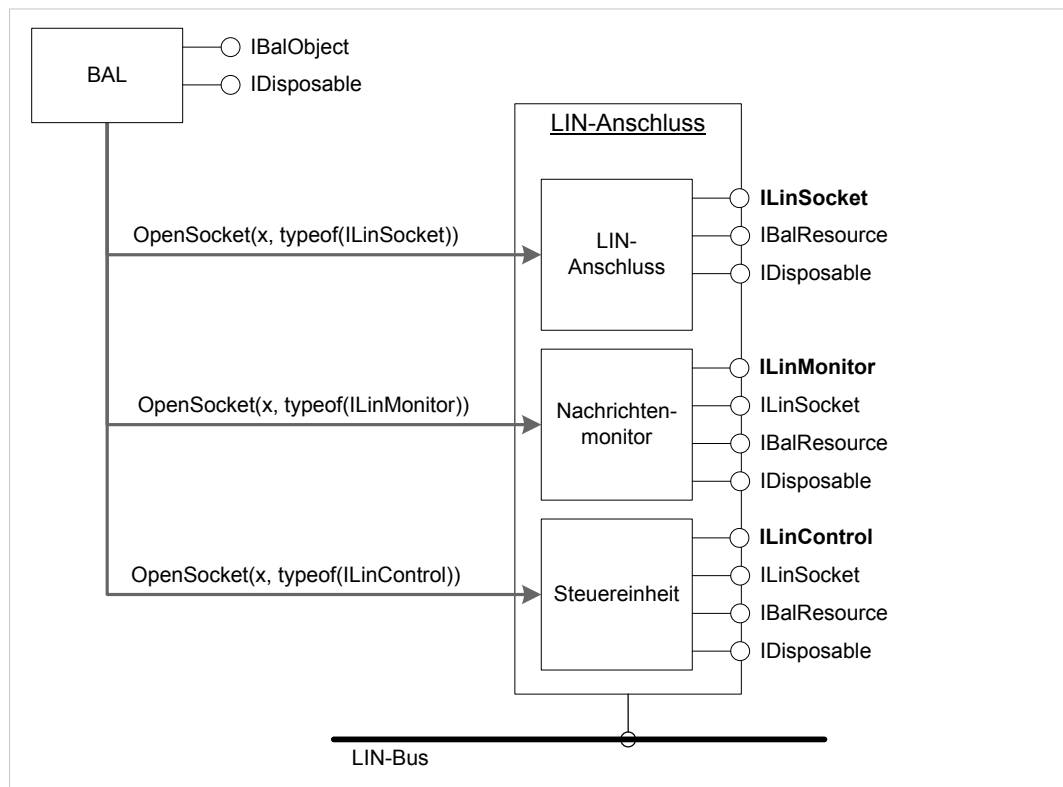 BAL
IBalObject
IDisposable
LIN-Anschluss
OpenSocket(x, typeof(ILinSocket))
LIN-
Anschluss
ILinSocket
IBalResource
IDisposable
OpenSocket(x, typeof(ILinMonitor))
Nachrichten-
monitor
ILinMonitor
ILinSocket
IBalResource
IDisposable
OpenSocket(x, typeof(ILinControl))
Steuereinheit
ILinControl
ILinSocket
IBalResource
IDisposable
LIN-Bus